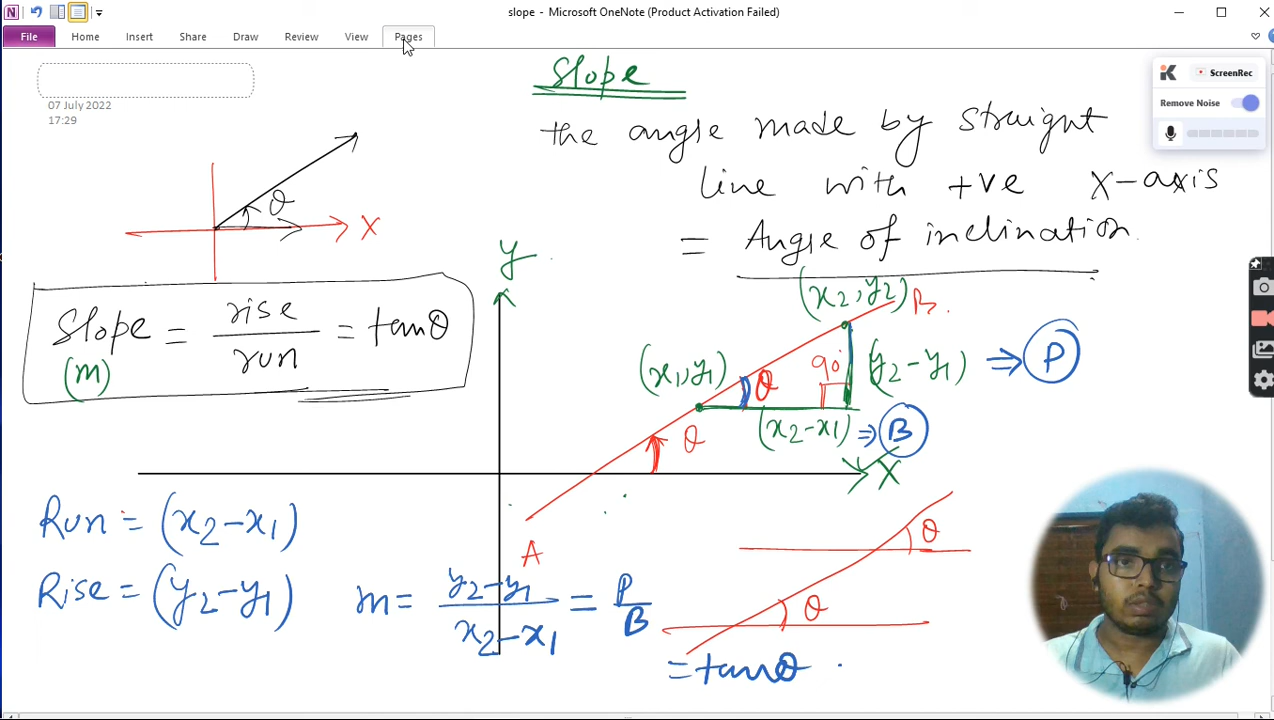 slope - Microsoft OneNote (Product Activation Failed)
File Home Insert Share Draw Review View Pages
ScreenRec
Remove Noise
07 July 2022
17:29
Slope
the angle made by straight
line with +ve X-axis
= Angle of inclination.
θ
X
Slope = rise/run = tanθ
(m)
y
(x2, y2)
B.
(x1, y1)
θ
90°
(y2-y1) ⇒ P
(x2-x1) ⇒ B
θ
X
A
Run = (x2-x1)
Rise = (y2-y1)
m = y2-y1/x2-x1 = P/B
= tanθ
θ
θ